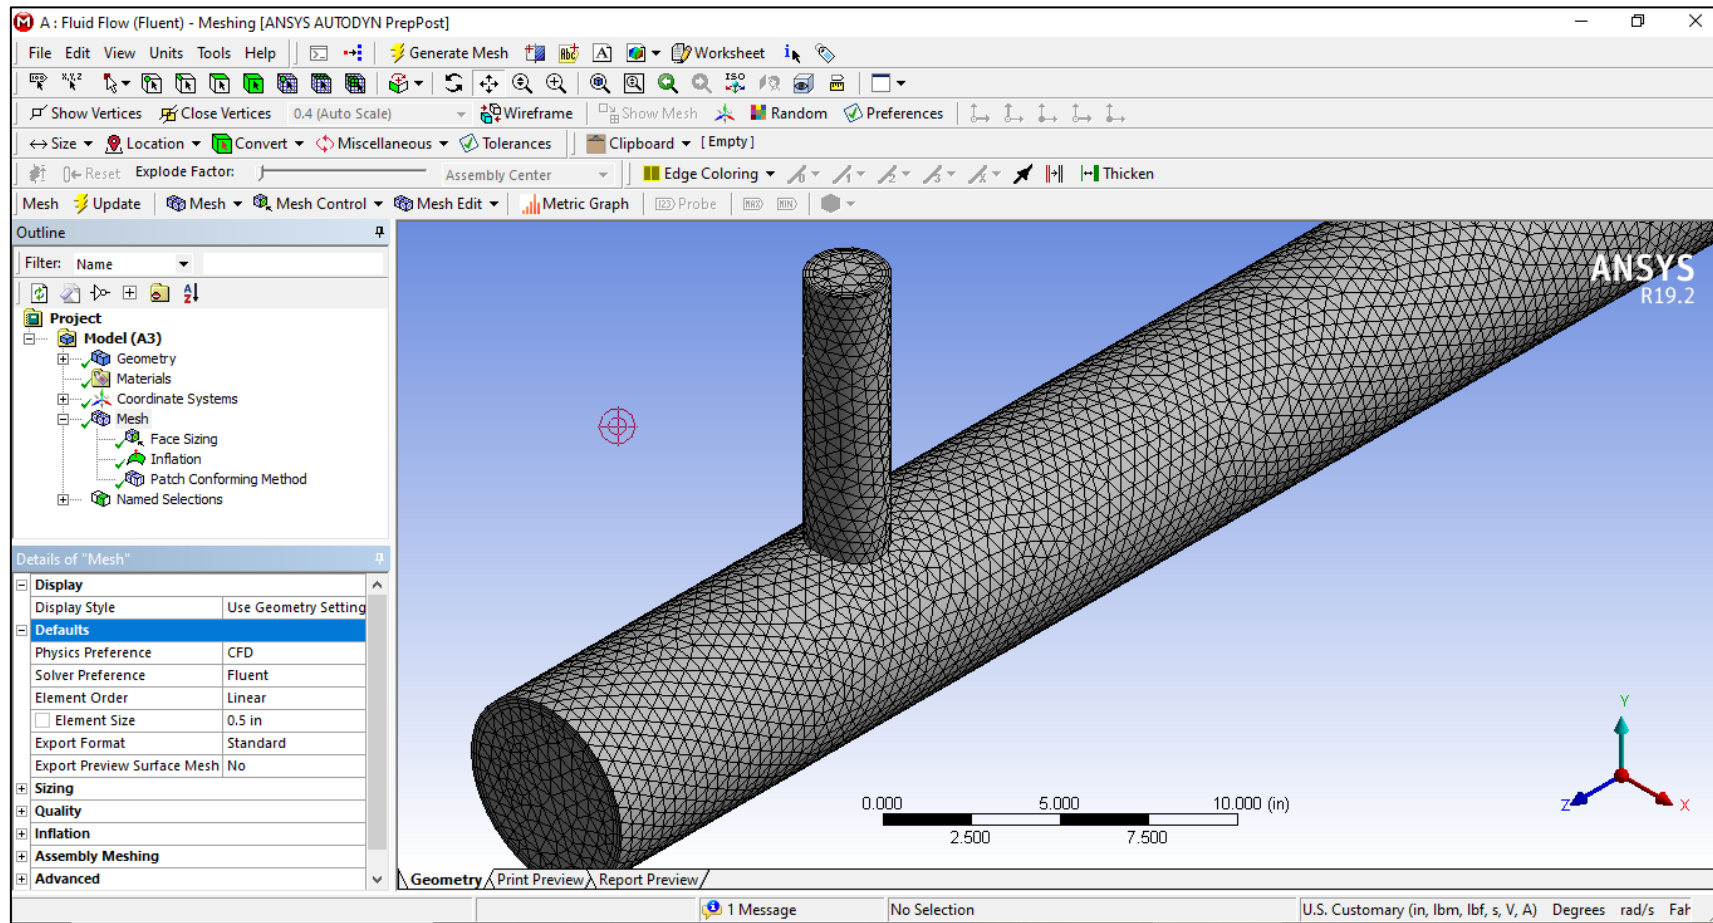 A : Fluid Flow (Fluent) - Meshing [ANSYS AUTODYN PrepPost]
File Edit View Units Tools Help Generate Mesh Abc A Worksheet
X,Y,Z ISO
Show Vertices Close Vertices 0.4 (Auto Scale) Wireframe Show Mesh Random Preferences
Size Location Convert Miscellaneous Tolerances Clipboard [Empty]
Reset Explode Factor: Assembly Center Edge Coloring Thicken
Mesh Update Mesh Mesh Control Mesh Edit Metric Graph Probe MAX MIN
Outline
Filter: Name
Project
Model (A3)
Geometry
Materials
Coordinate Systems
Mesh
Face Sizing
Inflation
Patch Conforming Method
Named Selections
Details of "Mesh"
Display
Display Style Use Geometry Setting
Defaults
Physics Preference CFD
Solver Preference Fluent
Element Order Linear
Element Size 0.5 in
Export Format Standard
Export Preview Surface Mesh No
Sizing
Quality
Inflation
Assembly Meshing
Advanced
ANSYS
R19.2
0.000 5.000 10.000 (in)
2.500 7.500
Y
Z X
Geometry Print Preview Report Preview
1 Message No Selection U.S. Customary (in, lbm, lbf, s, V, A) Degrees rad/s Fah